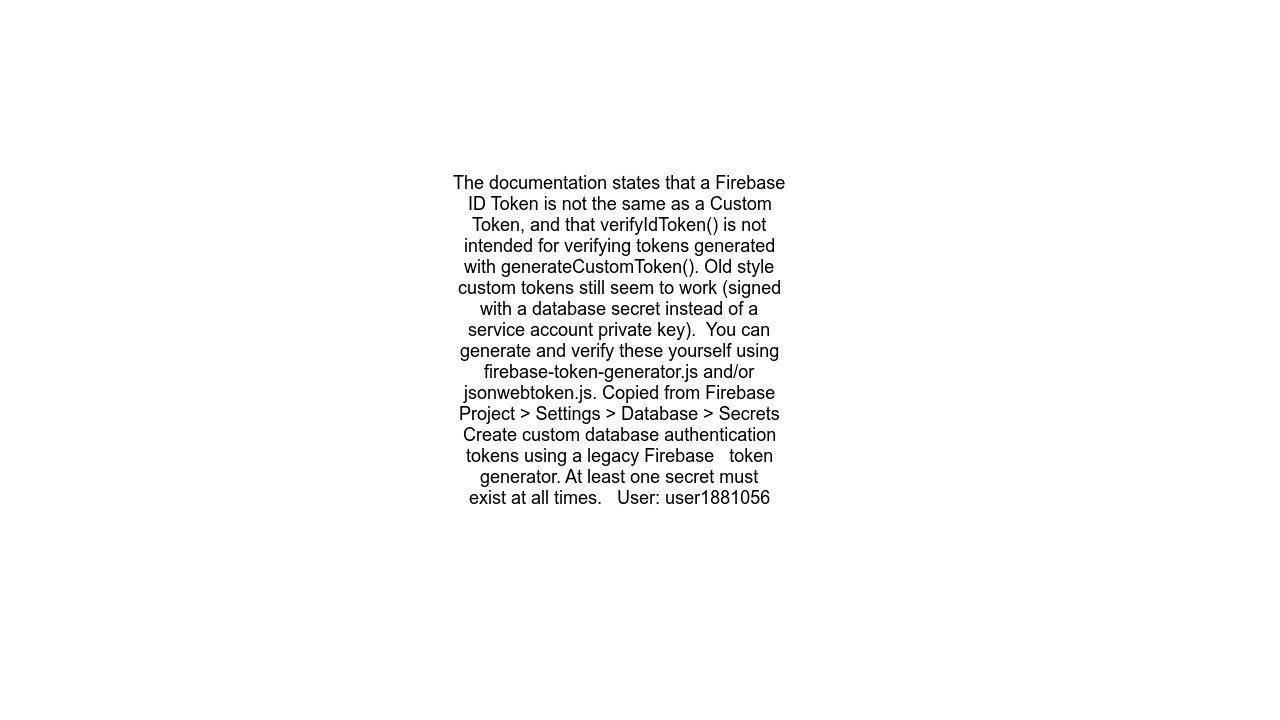 The documentation states that a Firebase
ID Token is not the same as a Custom
Token, and that verifyIdToken() is not
intended for verifying tokens generated
with generateCustomToken(). Old style
custom tokens still seem to work (signed
with a database secret instead of a
service account private key).  You can
generate and verify these yourself using
firebase-token-generator.js and/or
jsonwebtoken.js. Copied from Firebase
Project > Settings > Database > Secrets
Create custom database authentication
tokens using a legacy Firebase   token
generator. At least one secret must
exist at all times.   User: user1881056